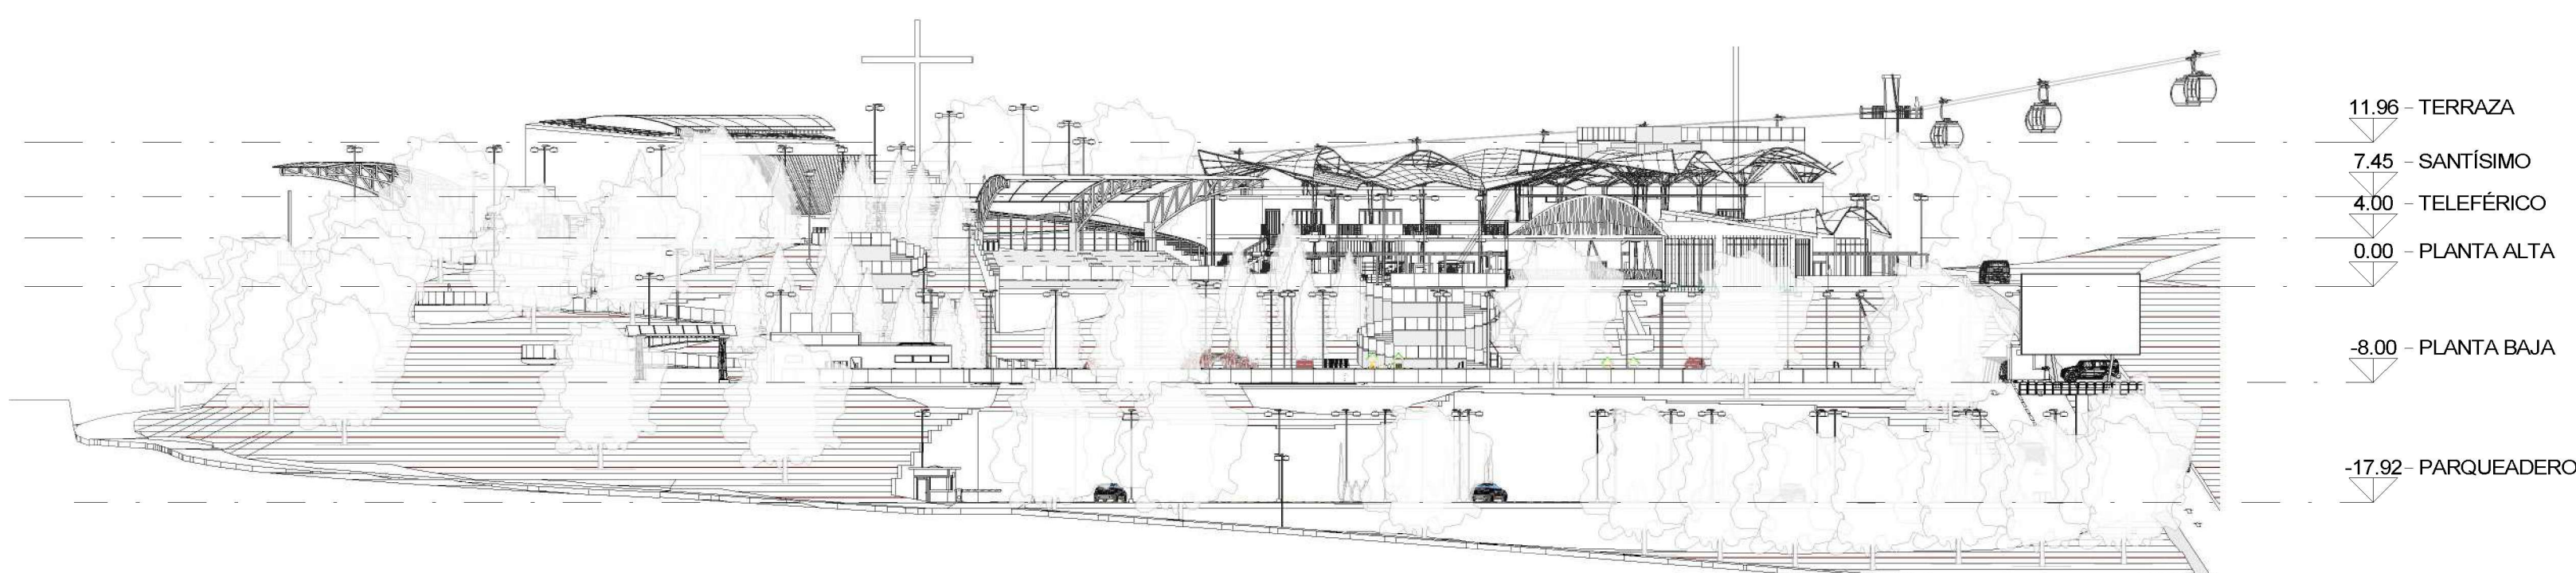 11.96 - TERRAZA
7.45 - SANTÍSIMO
4.00 - TELEFÉRICO
0.00 - PLANTA ALTA
-8.00 - PLANTA BAJA
-17.92 - PARQUEADERO